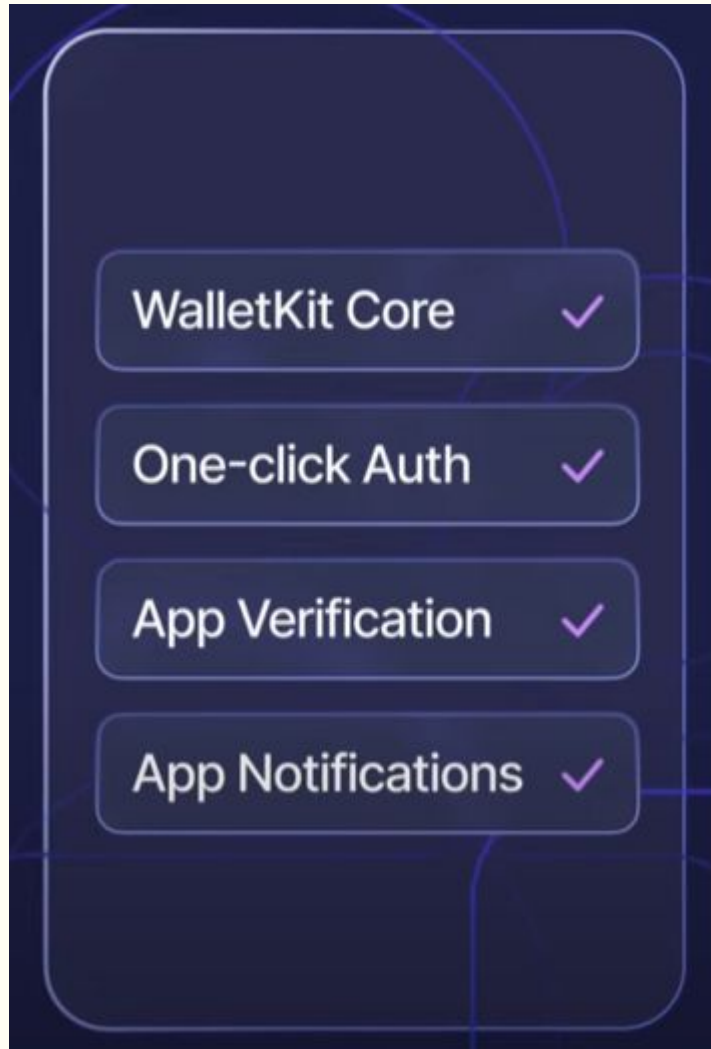 WalletKit Core
One-click Auth
App Verification
App Notifications